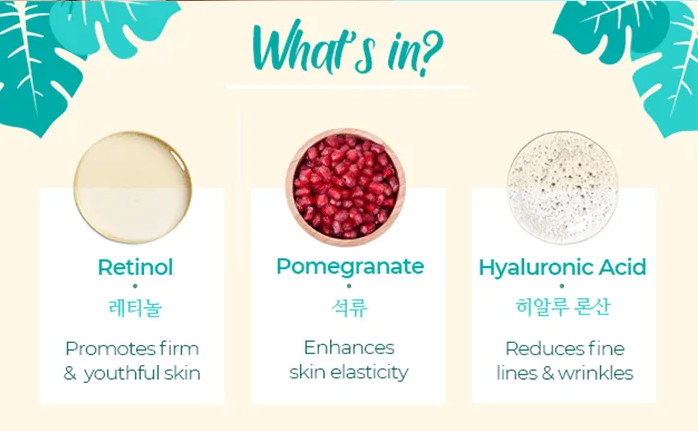 What's in?
Retinol
레티놀
Promotes firm
& youthful skin
Pomegranate
석류
Enhances
skin elasticity
Hyaluronic Acid
히알루 론산
Reduces fine
lines & wrinkles